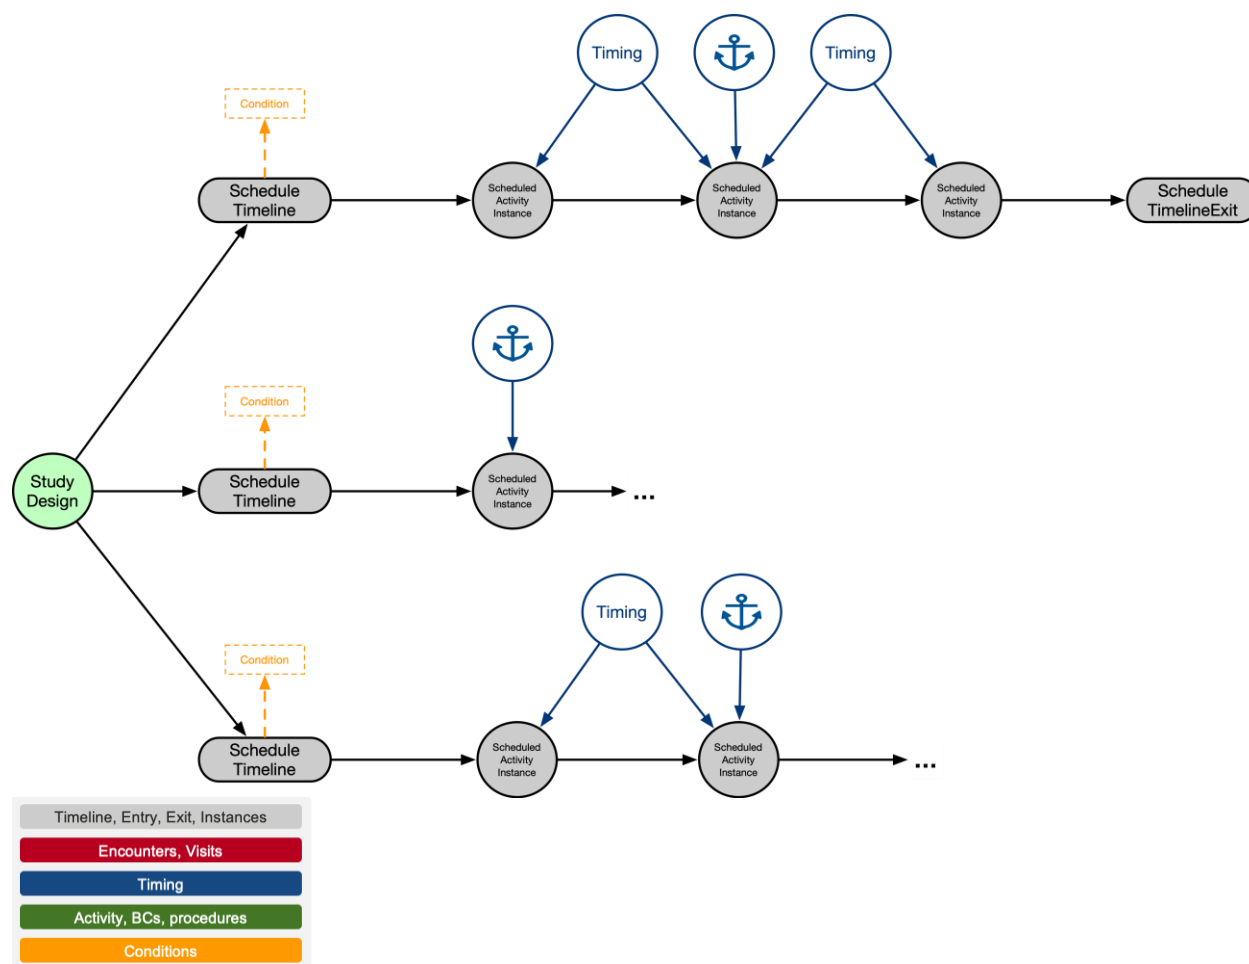 Timing
Timing
Condition
Schedule
Timeline
Scheduled
Activity
Instance
Scheduled
Activity
Instance
Scheduled
Activity
Instance
Schedule
TimelineExit
Condition
Study
Design
Schedule
Timeline
Scheduled
Activity
Instance
...
Timing
Condition
Schedule
Timeline
Scheduled
Activity
Instance
Scheduled
Activity
Instance
...
Timeline, Entry, Exit, Instances
Encounters, Visits
Timing
Activity, BCs, procedures
Conditions